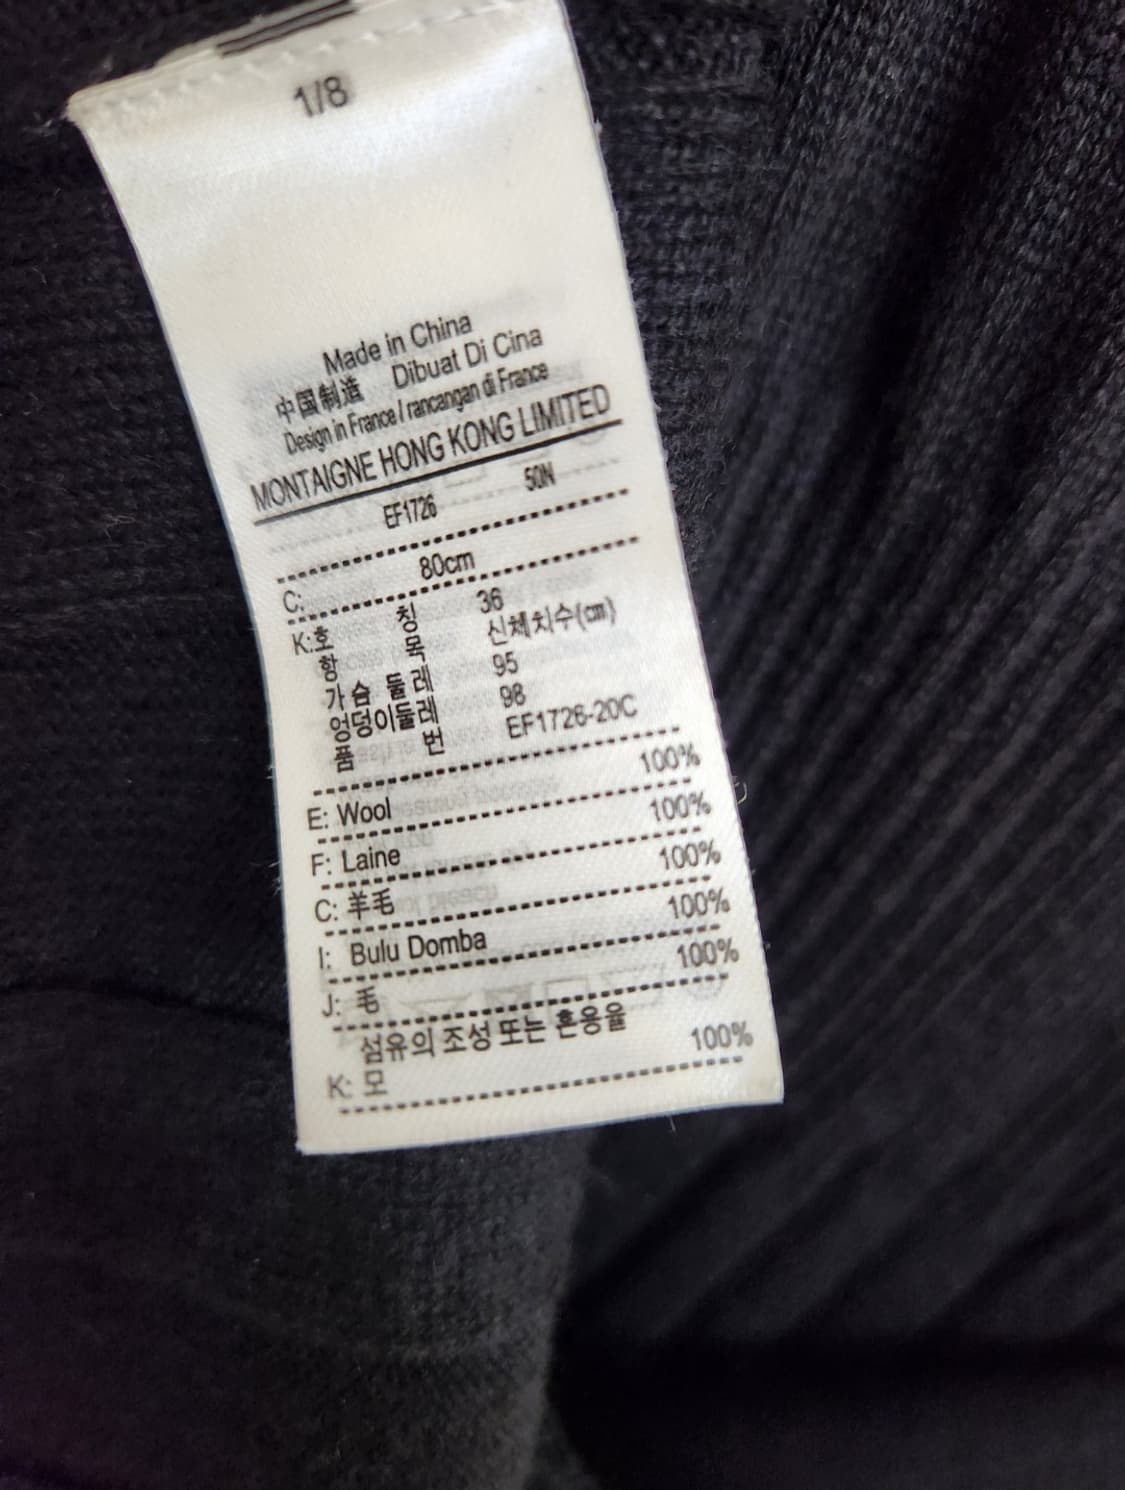 1/8
Made in China
中国制造 Dibuat Di Cina
Design in France / rancangan di France
MONTAIGNE HONG KONG LIMITED
EF1726 50N
C: 80cm
K:호 칭 36
항 목 신체치수(cm)
가슴 둘레 95
엉덩이둘레 98
품 번 EF1726-20C
E: Wool 100%
F: Laine 100%
C: 羊毛 100%
I: Bulu Domba 100%
J: 毛 100%
섬유의 조성 또는 혼용율
K: 모 100%